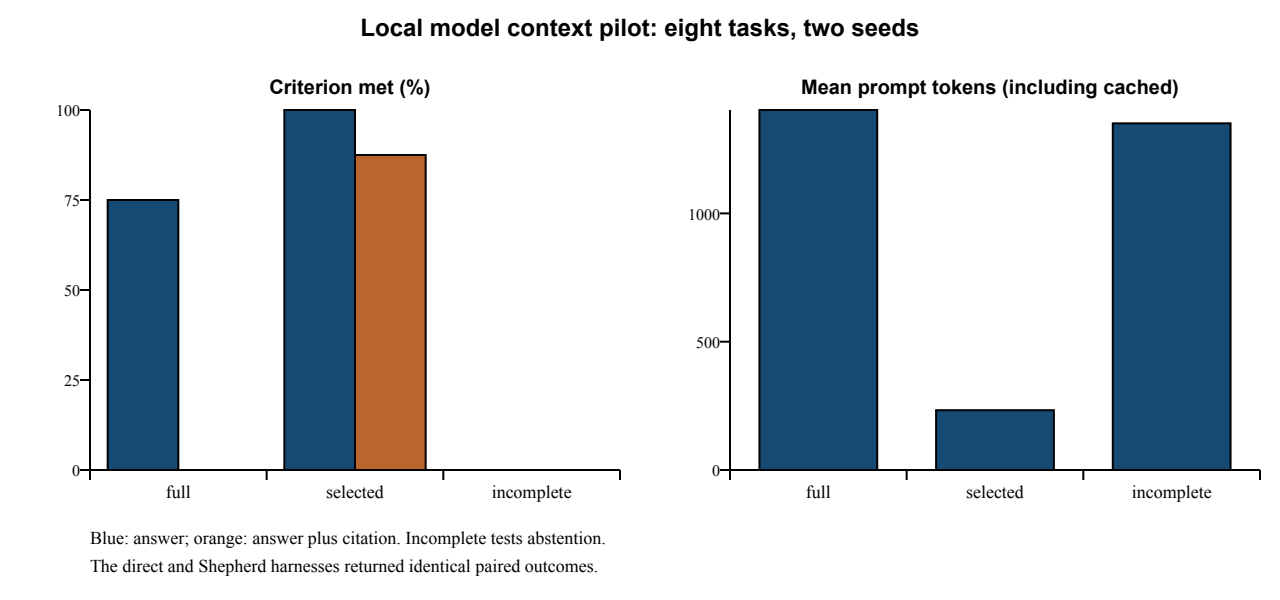 Local model context pilot: eight tasks, two seeds
Criterion met (%)
100
75
50
25
0
full
selected
incomplete
Mean prompt tokens (including cached)
1000
500
0
full
selected
incomplete
Blue: answer; orange: answer plus citation. Incomplete tests abstention.
The direct and Shepherd harnesses returned identical paired outcomes.